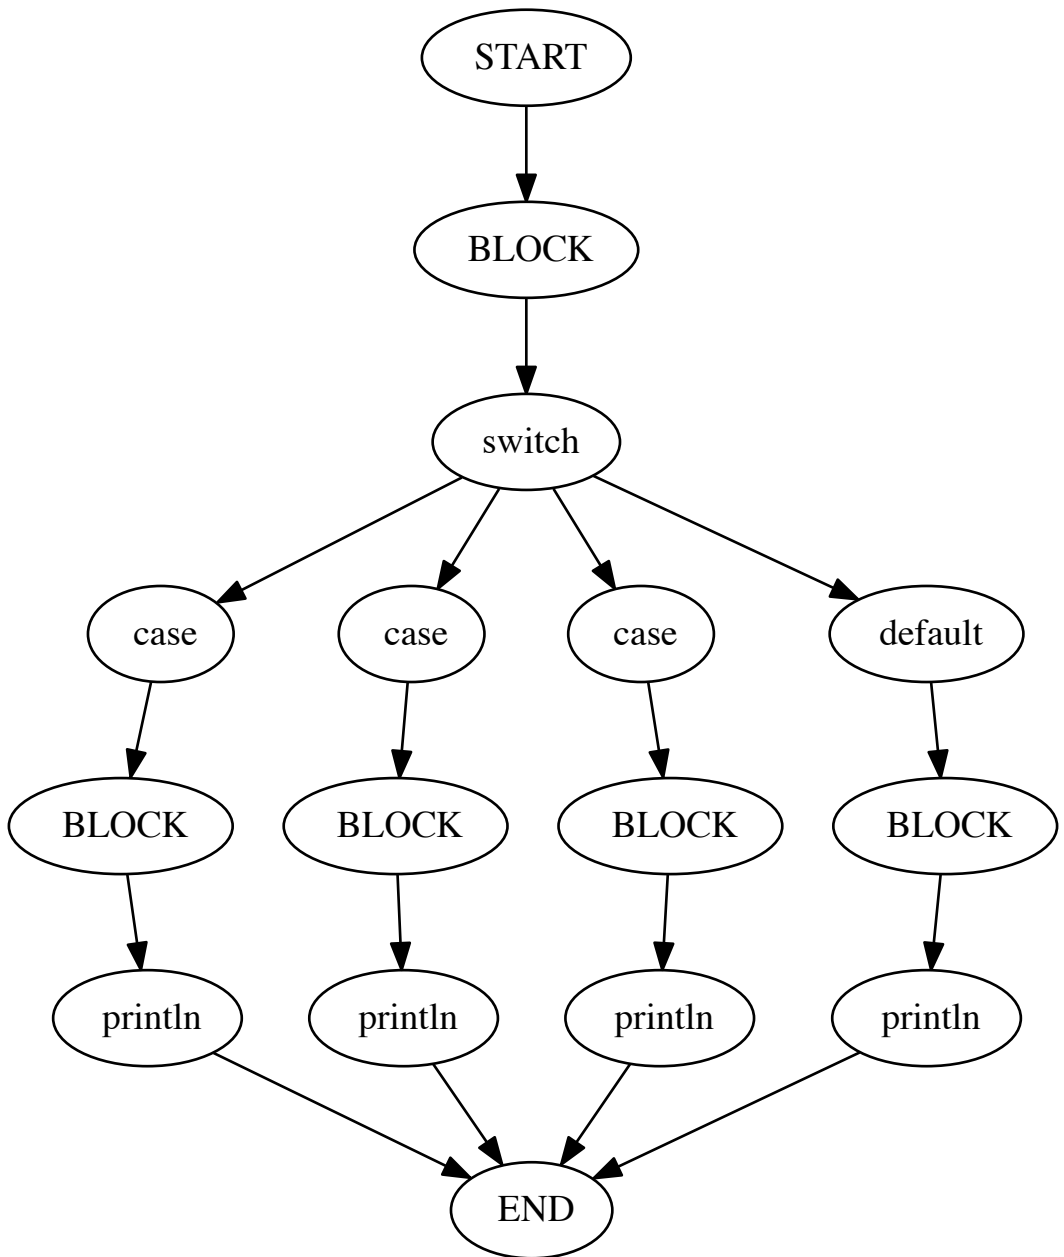 START
BLOCK
switch
case case case default
BLOCK BLOCK BLOCK BLOCK
println println println println
END